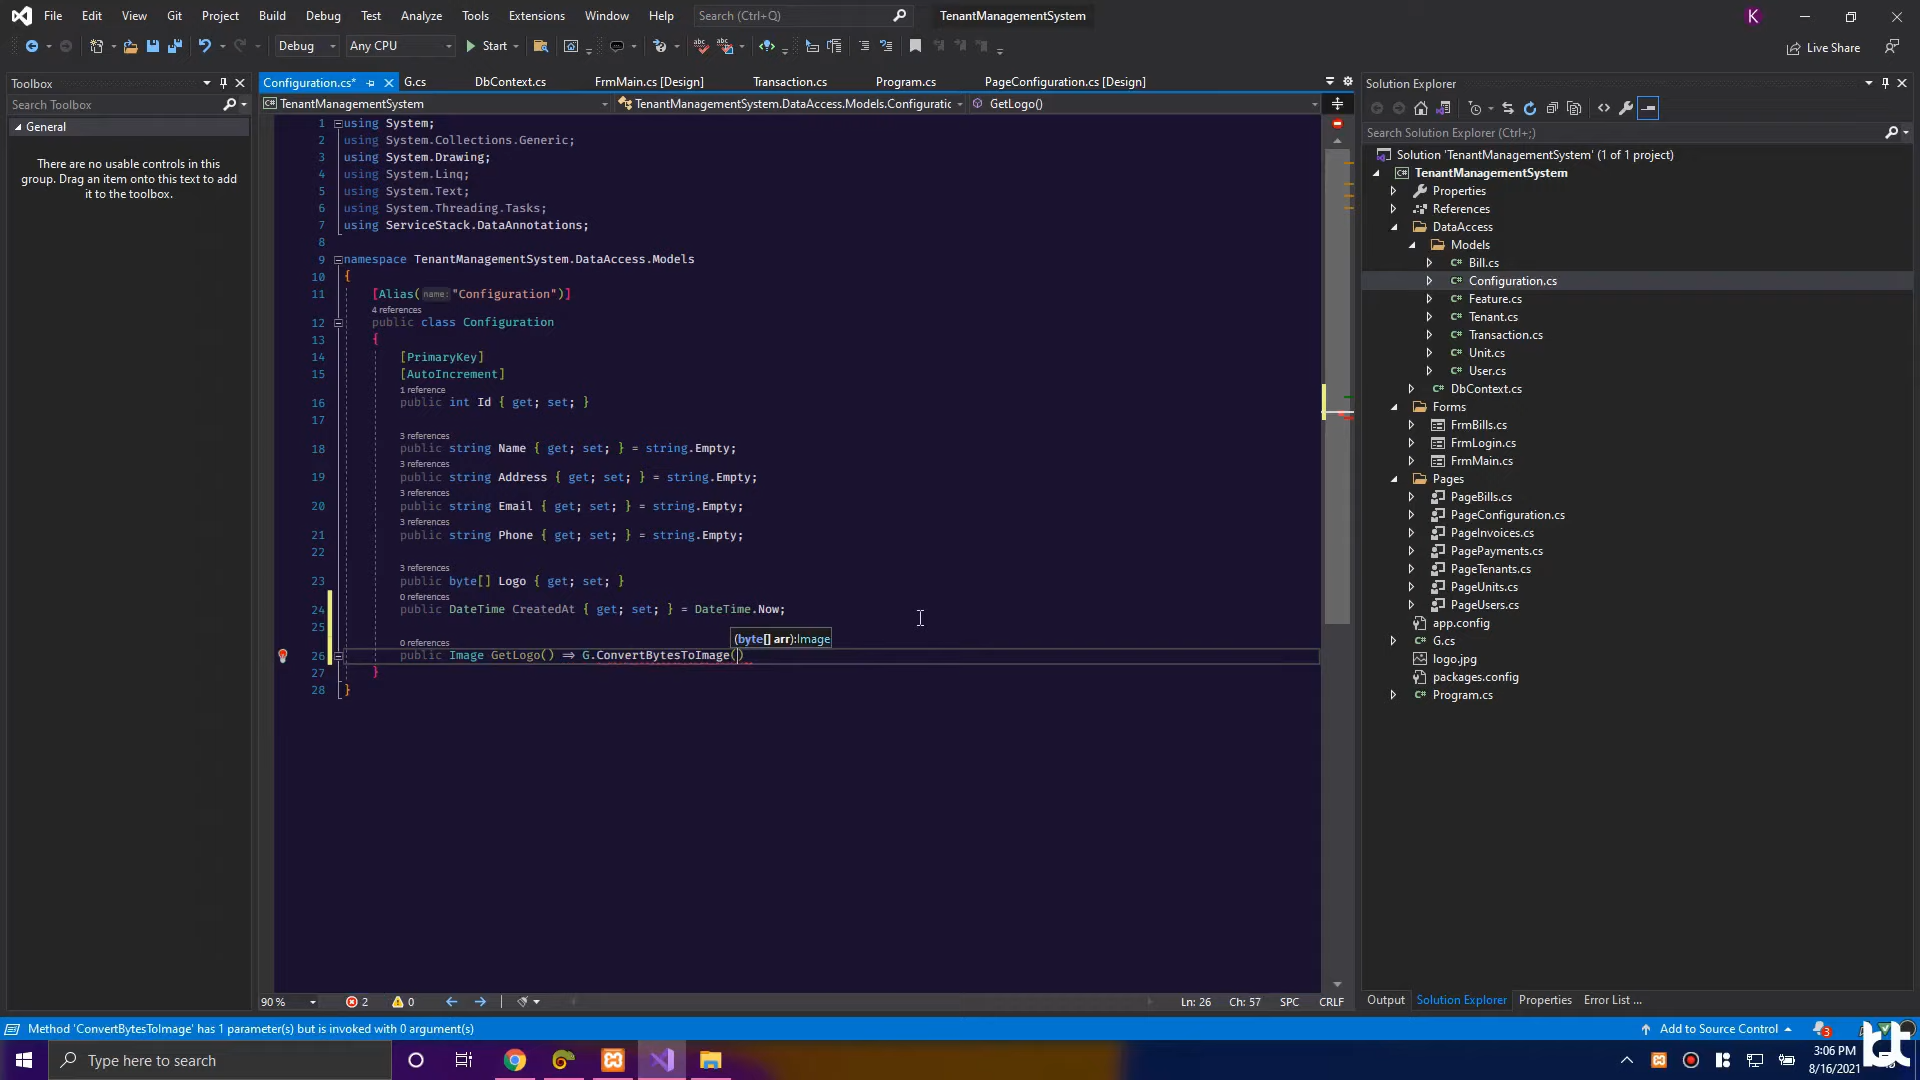 File Edit View Git Project Build Debug Test Analyze Tools Extensions Window Help Search (Ctrl+Q) TenantManagementSystem K
Debug Any CPU Start Live Share
Toolbox
Search Toolbox
General
There are no usable controls in this
group. Drag an item onto this text to add
it to the toolbox.
Configuration.cs* G.cs DbContext.cs FrmMain.cs [Design] Transaction.cs Program.cs PageConfiguration.cs [Design]
TenantManagementSystem TenantManagementSystem.DataAccess.Models.Configuratic GetLogo()
1 using System;
2 using System.Collections.Generic;
3 using System.Drawing;
4 using System.Linq;
5 using System.Text;
6 using System.Threading.Tasks;
7 using ServiceStack.DataAnnotations;
8
9 namespace TenantManagementSystem.DataAccess.Models
10 {
11 [Alias(name: "Configuration")]
4 references
12 public class Configuration
13 {
14 [PrimaryKey]
15 [AutoIncrement]
1 reference
16 public int Id { get; set; }
17
3 references
18 public string Name { get; set; } = string.Empty;
3 references
19 public string Address { get; set; } = string.Empty;
3 references
20 public string Email { get; set; } = string.Empty;
3 references
21 public string Phone { get; set; } = string.Empty;
22
3 references
23 public byte[] Logo { get; set; }
0 references
24 public DateTime CreatedAt { get; set; } = DateTime.Now;
25
0 references (byte[] arr):Image
26 public Image GetLogo() => G.ConvertBytesToImage()
27 }
28 }
90 % 2 0 Ln: 26 Ch: 57 SPC CRLF
Solution Explorer
Search Solution Explorer (Ctrl+;)
Solution 'TenantManagementSystem' (1 of 1 project)
TenantManagementSystem
Properties
References
DataAccess
Models
Bill.cs
Configuration.cs
Feature.cs
Tenant.cs
Transaction.cs
Unit.cs
User.cs
DbContext.cs
Forms
FrmBills.cs
FrmLogin.cs
FrmMain.cs
Pages
PageBills.cs
PageConfiguration.cs
PageInvoices.cs
PagePayments.cs
PageTenants.cs
PageUnits.cs
PageUsers.cs
app.config
G.cs
logo.jpg
packages.config
Program.cs
Output Solution Explorer Properties Error List ...
Method 'ConvertBytesToImage' has 1 parameter(s) but is invoked with 0 argument(s) Add to Source Control 3
Type here to search
3:06 PM
8/16/2021